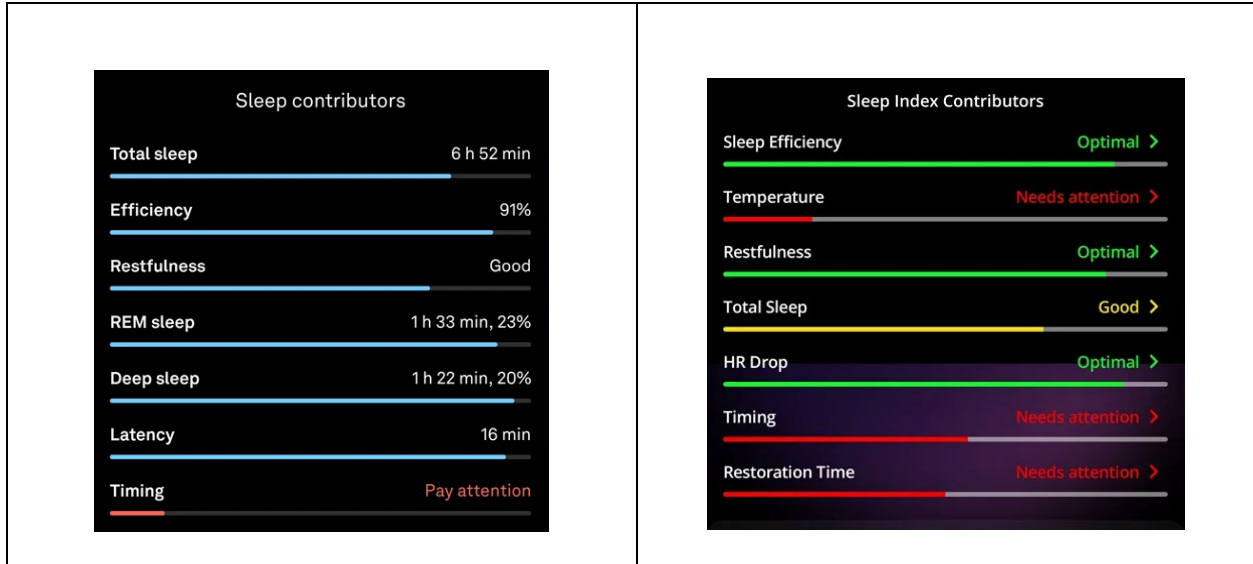 Sleep contributors
Total sleep 6 h 52 min
Efficiency 91%
Restfulness Good
REM sleep 1 h 33 min, 23%
Deep sleep 1 h 22 min, 20%
Latency 16 min
Timing Pay attention
Sleep Index Contributors
Sleep Efficiency Optimal
Temperature Needs attention
Restfulness Optimal
Total Sleep Good
HR Drop Optimal
Timing Needs attention
Restoration Time Needs attention